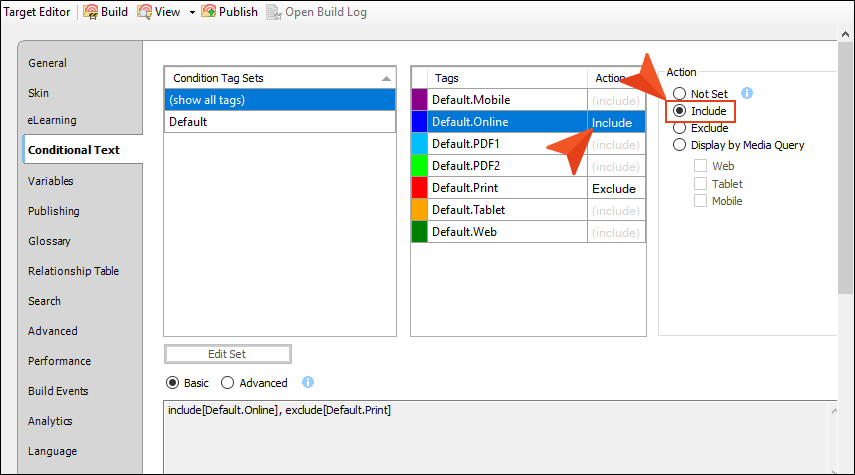 Target Editor Build View Publish Open Build Log
General
Skin
eLearning
Conditional Text
Variables
Publishing
Glossary
Relationship Table
Search
Advanced
Performance
Build Events
Analytics
Language
Condition Tag Sets
(show all tags)
Default
Edit Set
Tags Action
Default.Mobile (include)
Default.Online Include
Default.PDF1 (include)
Default.PDF2 (include)
Default.Print Exclude
Default.Tablet (include)
Default.Web (include)
Action
Not Set
Include
Exclude
Display by Media Query
Web
Tablet
Mobile
Basic Advanced
include[Default.Online], exclude[Default.Print]